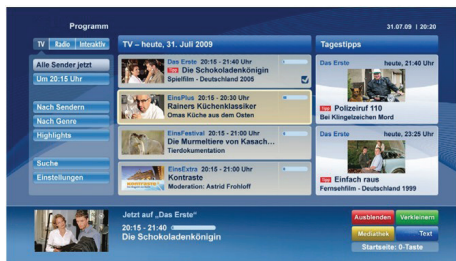 Programm
31.07.09 | 20:20
TV Radio Interaktiv
Alle Sender jetzt
Um 20:15 Uhr
Nach Sendern
Nach Genre
Highlights
Suche
Einstellungen
TV – heute, 31. Juli 2009
Das Erste 20:15 - 21:40 Uhr
Tipp Die Schokoladenkönigin
Spielfilm - Deutschland 2005
EinsPlus 20:15 - 20:30 Uhr
Rainers Küchenklassiker
Omas Küche aus dem Osten
EinsFestival 20:15 - 21:00 Uhr
Die Murmeltiere von Kasach...
Tierdokumentation
EinsExtra 20:15 - 21:00 Uhr
Kontraste
Moderation: Astrid Frohloff
Tagestipps
Das Erste heute, 21:40 Uhr
Tipp Polizeiruf 110
Bei Klingelzeichen Mord
Das Erste heute, 23:25 Uhr
Tipp Einfach raus
Fernsehfilm - Deutschland 1999
Jetzt auf „Das Erste“
20:15 - 21:40
Die Schokoladenkönigin
Ausblenden Verkleinern
Mediathek Text
Startseite: 0-Taste